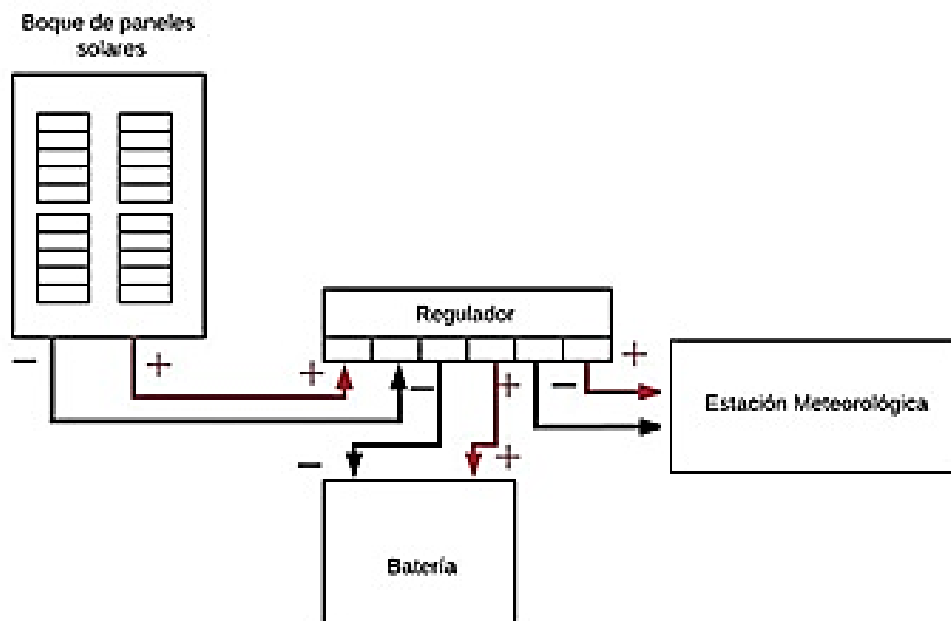 Boque de paneles
solares
Regulador
− + + − + − +
Estación Meteorológica
− +
Batería